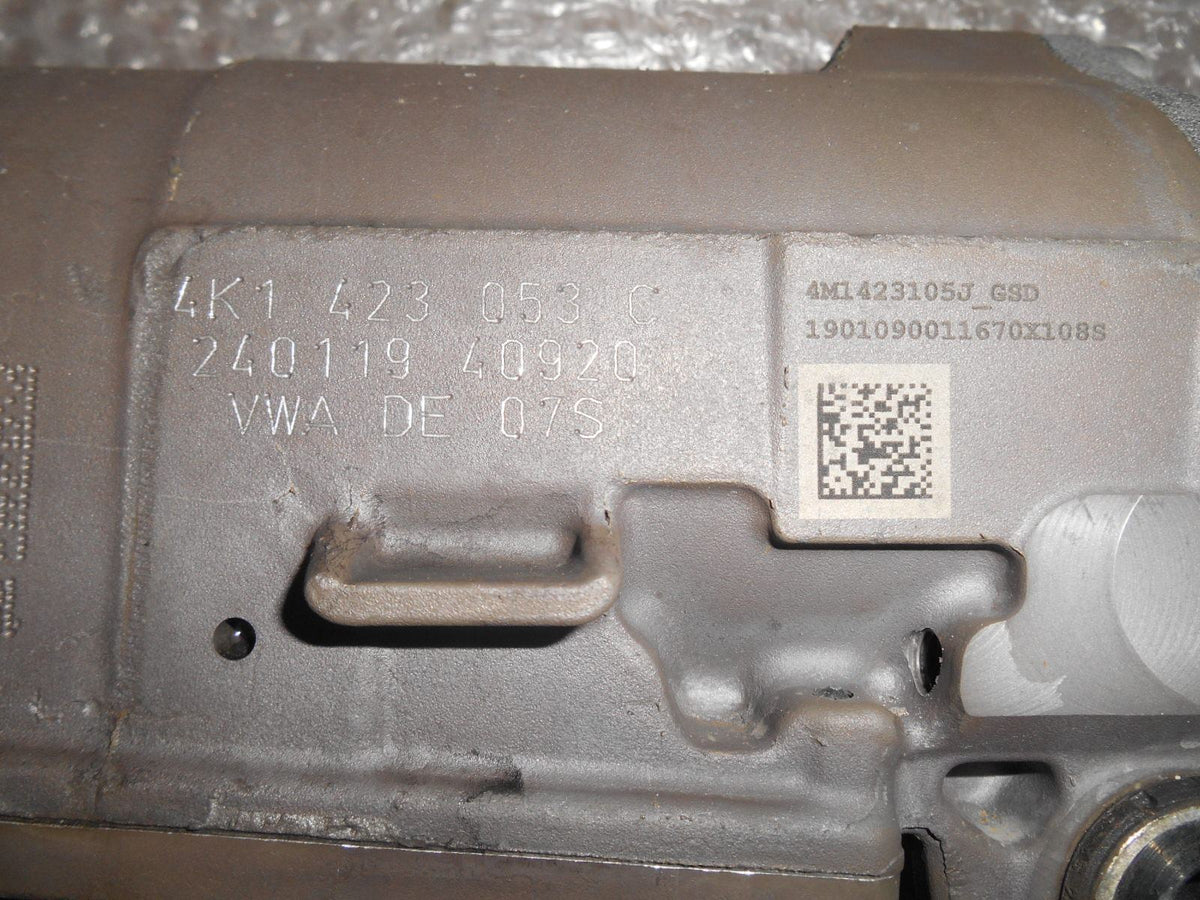 4K1 423 053 C
240119 40920
VWA DE 07S
4M1423105J_GSD
1901090011670X108S